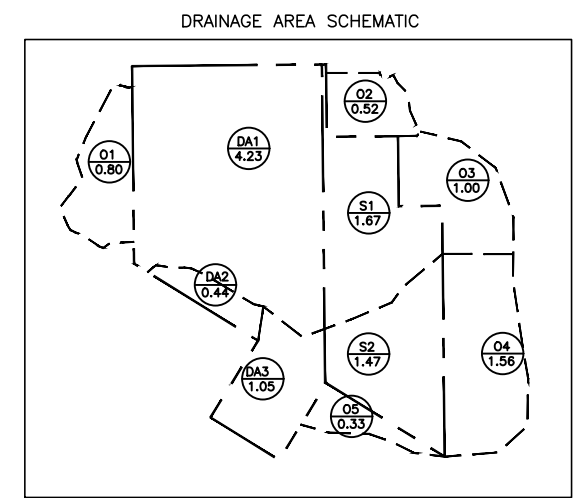 DRAINAGE AREA SCHEMATIC
O2
0.52
DA1
4.23
O1
0.80
O3
1.00
S1
1.67
DA2
0.44
S2
1.47
O4
1.56
DA3
1.05
O5
0.33